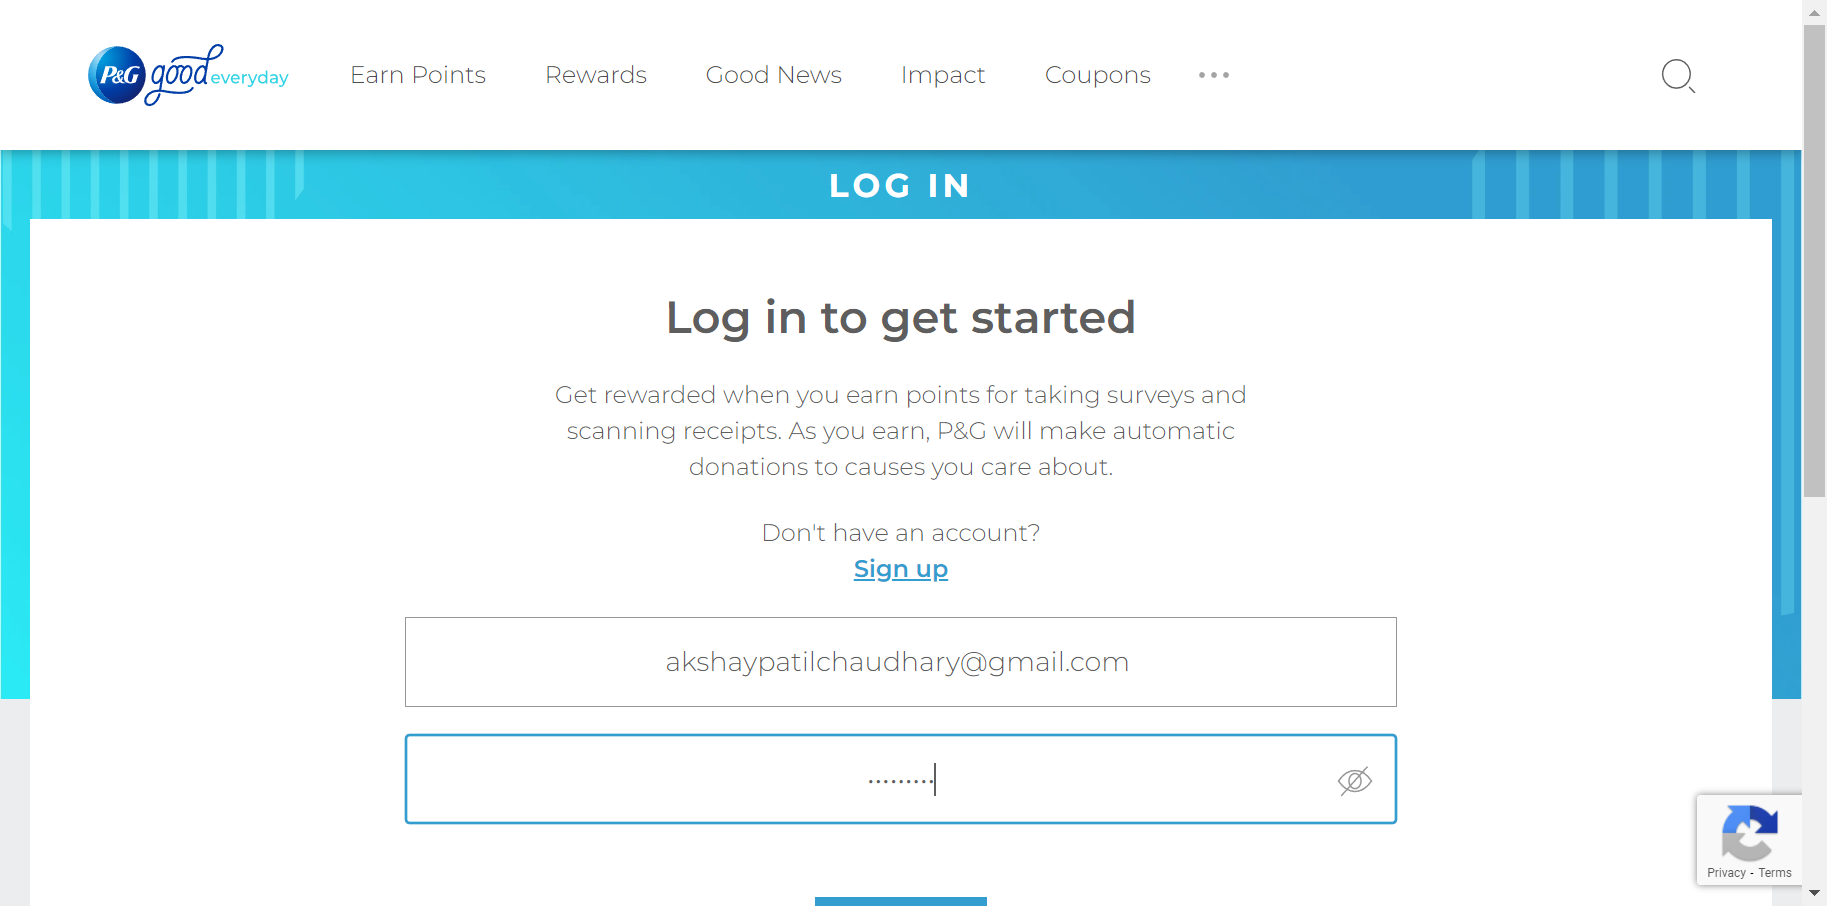 P&G good everyday
Earn Points
Rewards
Good News
Impact
Coupons
LOG IN
Log in to get started
Get rewarded when you earn points for taking surveys and
scanning receipts. As you earn, P&G will make automatic
donations to causes you care about.
Don't have an account?
Sign up
akshaypatilchaudhary@gmail.com
Privacy - Terms